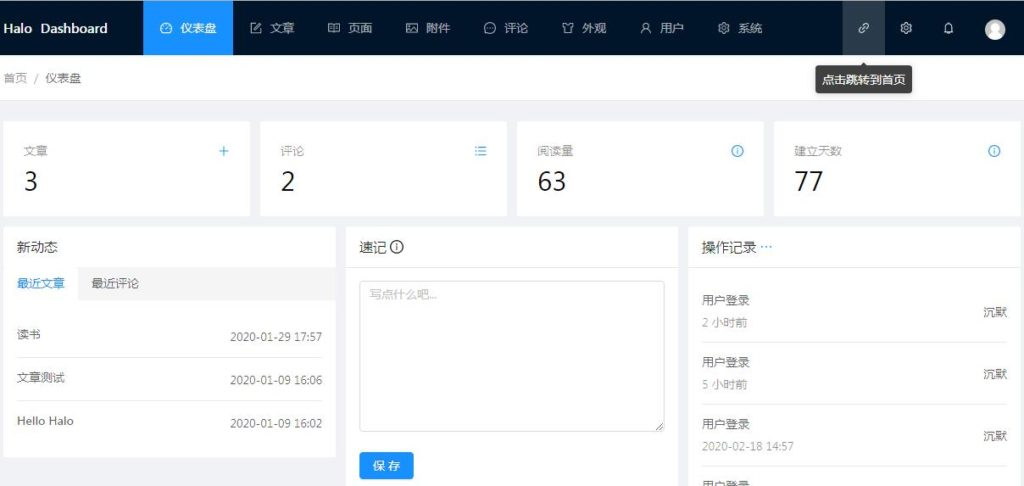 Halo Dashboard 仪表盘 文章 页面 附件 评论 外观 用户 系统
点击跳转到首页
首页 / 仪表盘
文章
3
评论
2
阅读量
63
建立天数
77
新动态
最近文章 最近评论
读书 2020-01-29 17:57
文章测试 2020-01-09 16:06
Hello Halo 2020-01-09 16:02
速记
写点什么吧...
保 存
操作记录 ...
用户登录
2 小时前 沉默
用户登录
5 小时前 沉默
用户登录
2020-02-18 14:57 沉默
用户登录